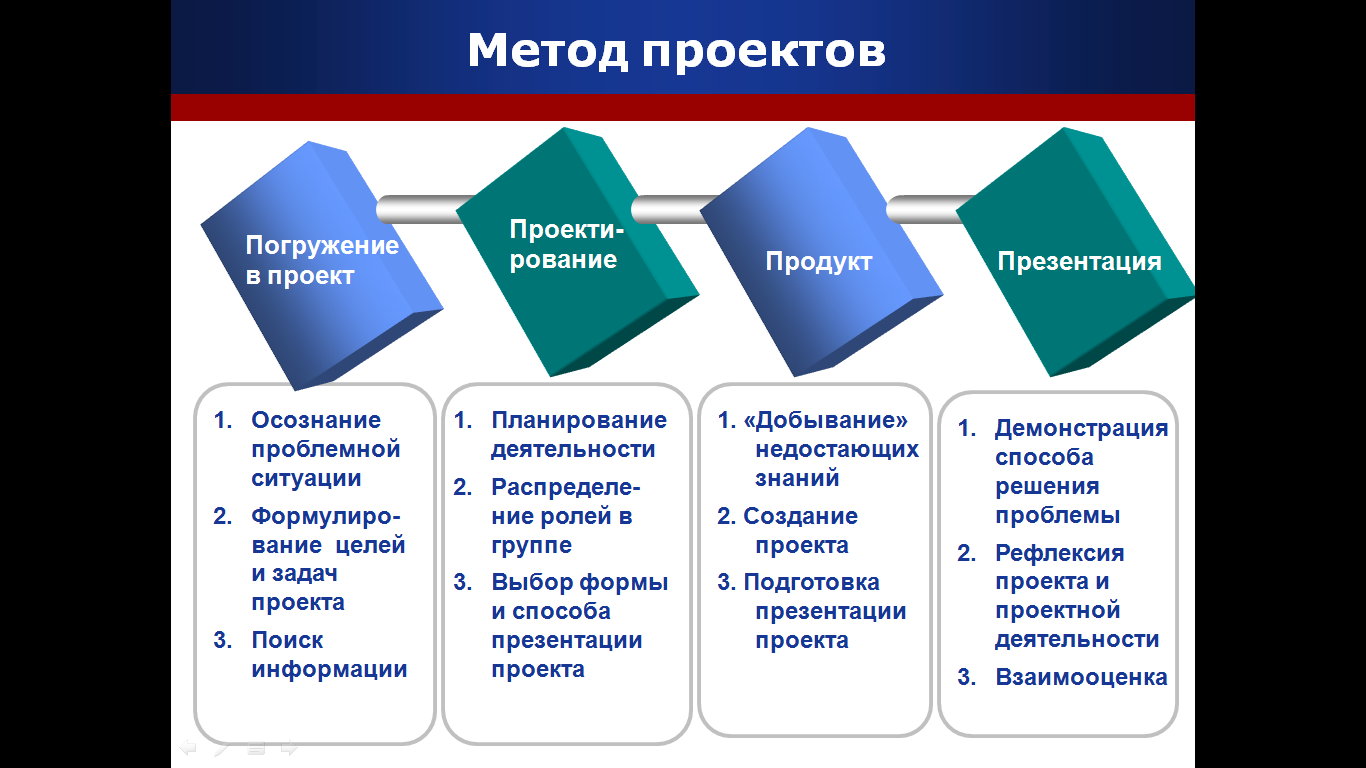 Метод проектов
Погружение
в проект
Проекти-
рование
Продукт
Презентация
1. Осознание
проблемной
ситуации
2. Формулиро-
вание целей
и задач
проекта
3. Поиск
информации
1. Планирование
деятельности
2. Распределе-
ние ролей в
группе
3. Выбор формы
и способа
презентации
проекта
1. «Добывание»
недостающих
знаний
2. Создание
проекта
3. Подготовка
презентации
проекта
1. Демонстрация
способа
решения
проблемы
2. Рефлексия
проекта и
проектной
деятельности
3. Взаимооценка